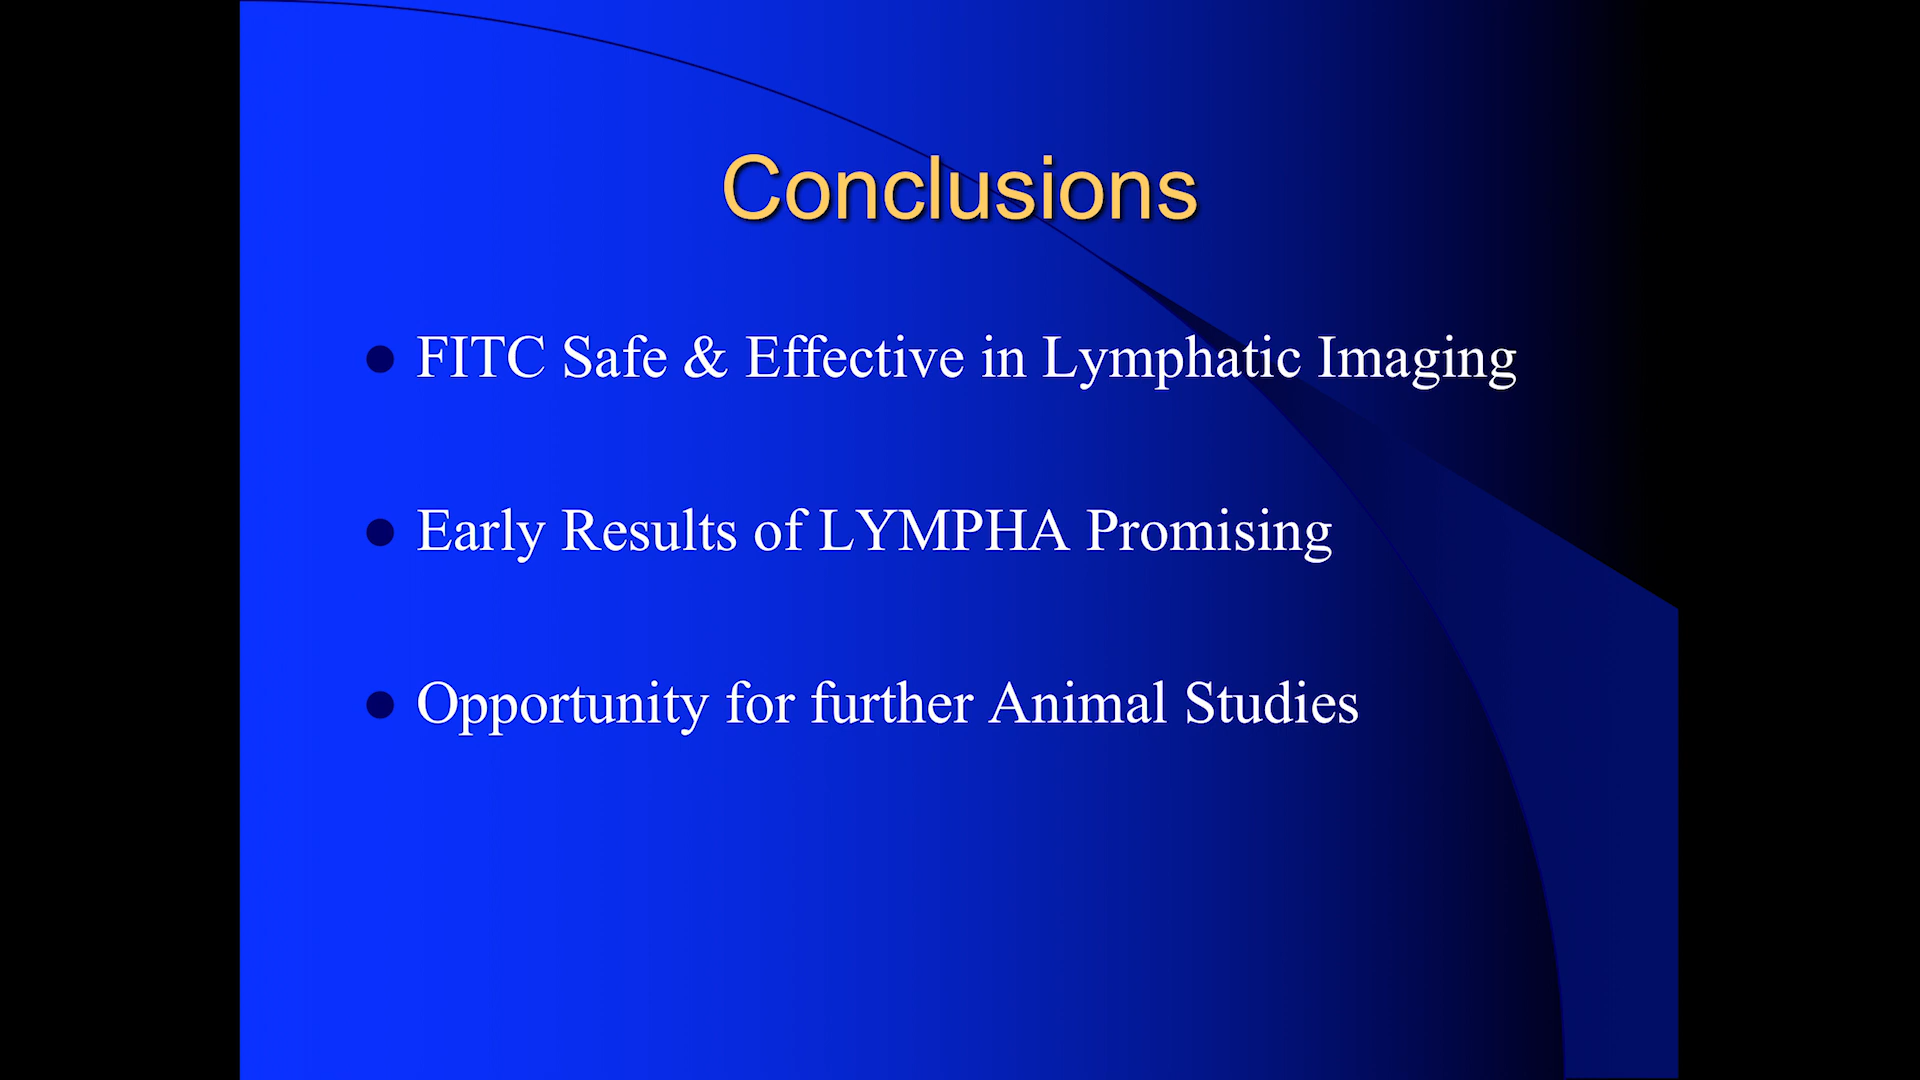 Conclusions
FITC Safe & Effective in Lymphatic Imaging
Early Results of LYMPHA Promising
Opportunity for further Animal Studies